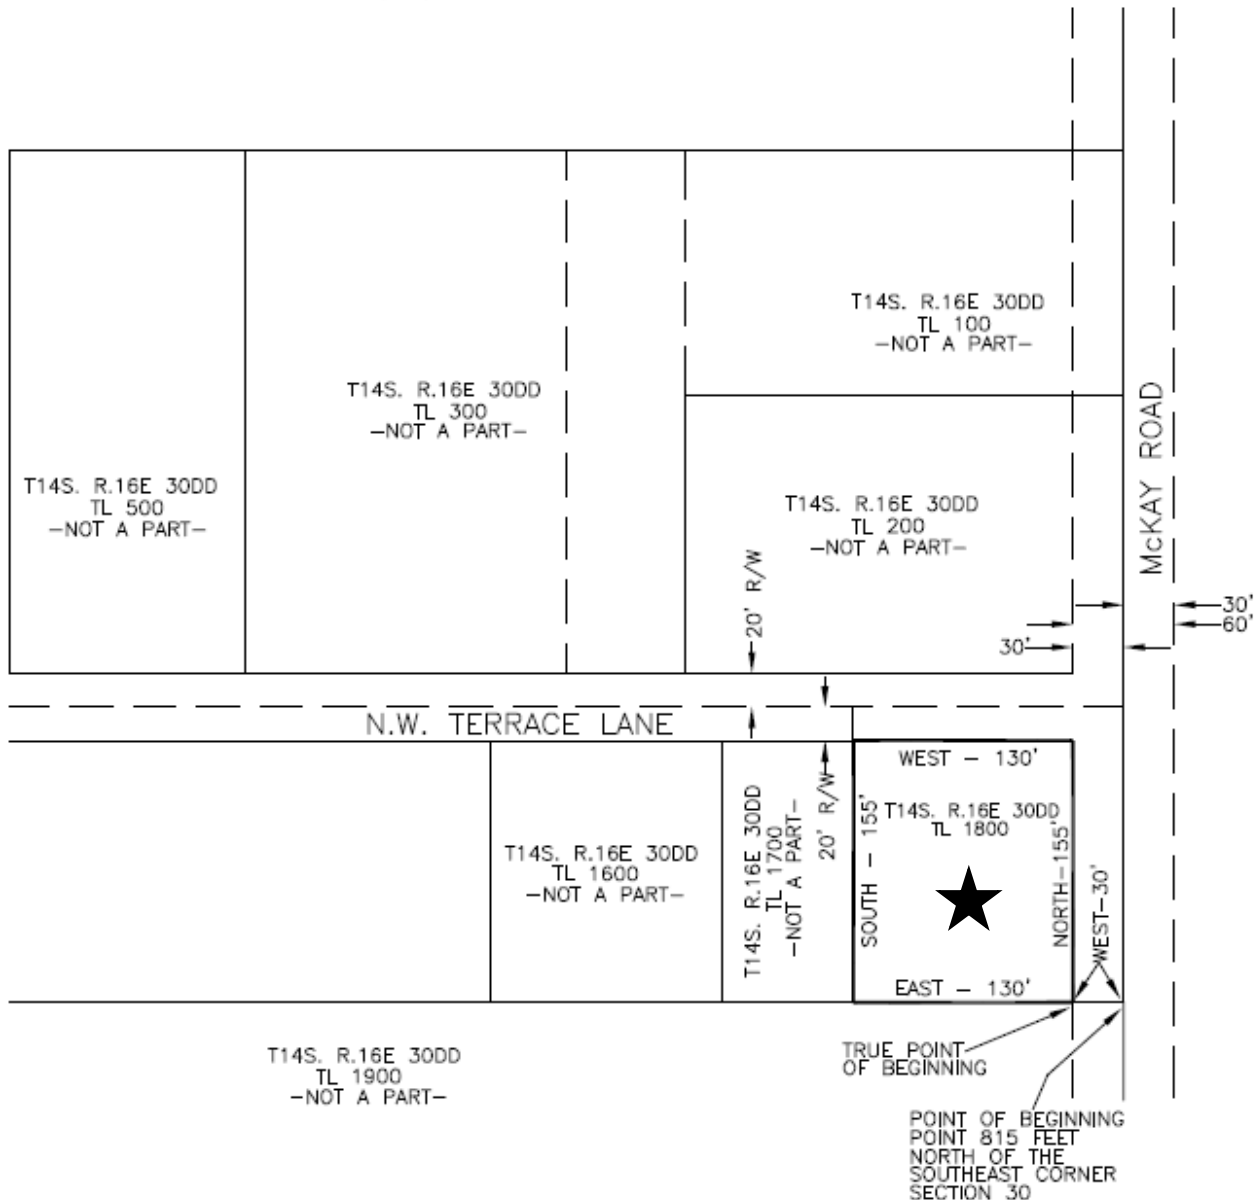 T14S. R.16E 30DD
TL 100
-NOT A PART-
T14S. R.16E 30DD
TL 300
-NOT A PART-
T14S. R.16E 30DD
TL 500
-NOT A PART-
T14S. R.16E 30DD
TL 200
-NOT A PART-
McKAY ROAD
20' R/W
30'
60'
30'
N.W. TERRACE LANE
WEST - 130'
T14S. R.16E 30DD
TL 1800
SOUTH - 155'
NORTH-155'
EAST - 130'
WEST-30'
20' R/W
T14S. R.16E 30DD
TL 1700
-NOT A PART-
T14S. R.16E 30DD
TL 1600
-NOT A PART-
T14S. R.16E 30DD
TL 1900
-NOT A PART-
TRUE POINT
OF BEGINNING
POINT OF BEGINNING
POINT 815 FEET
NORTH OF THE
SOUTHEAST CORNER
SECTION 30